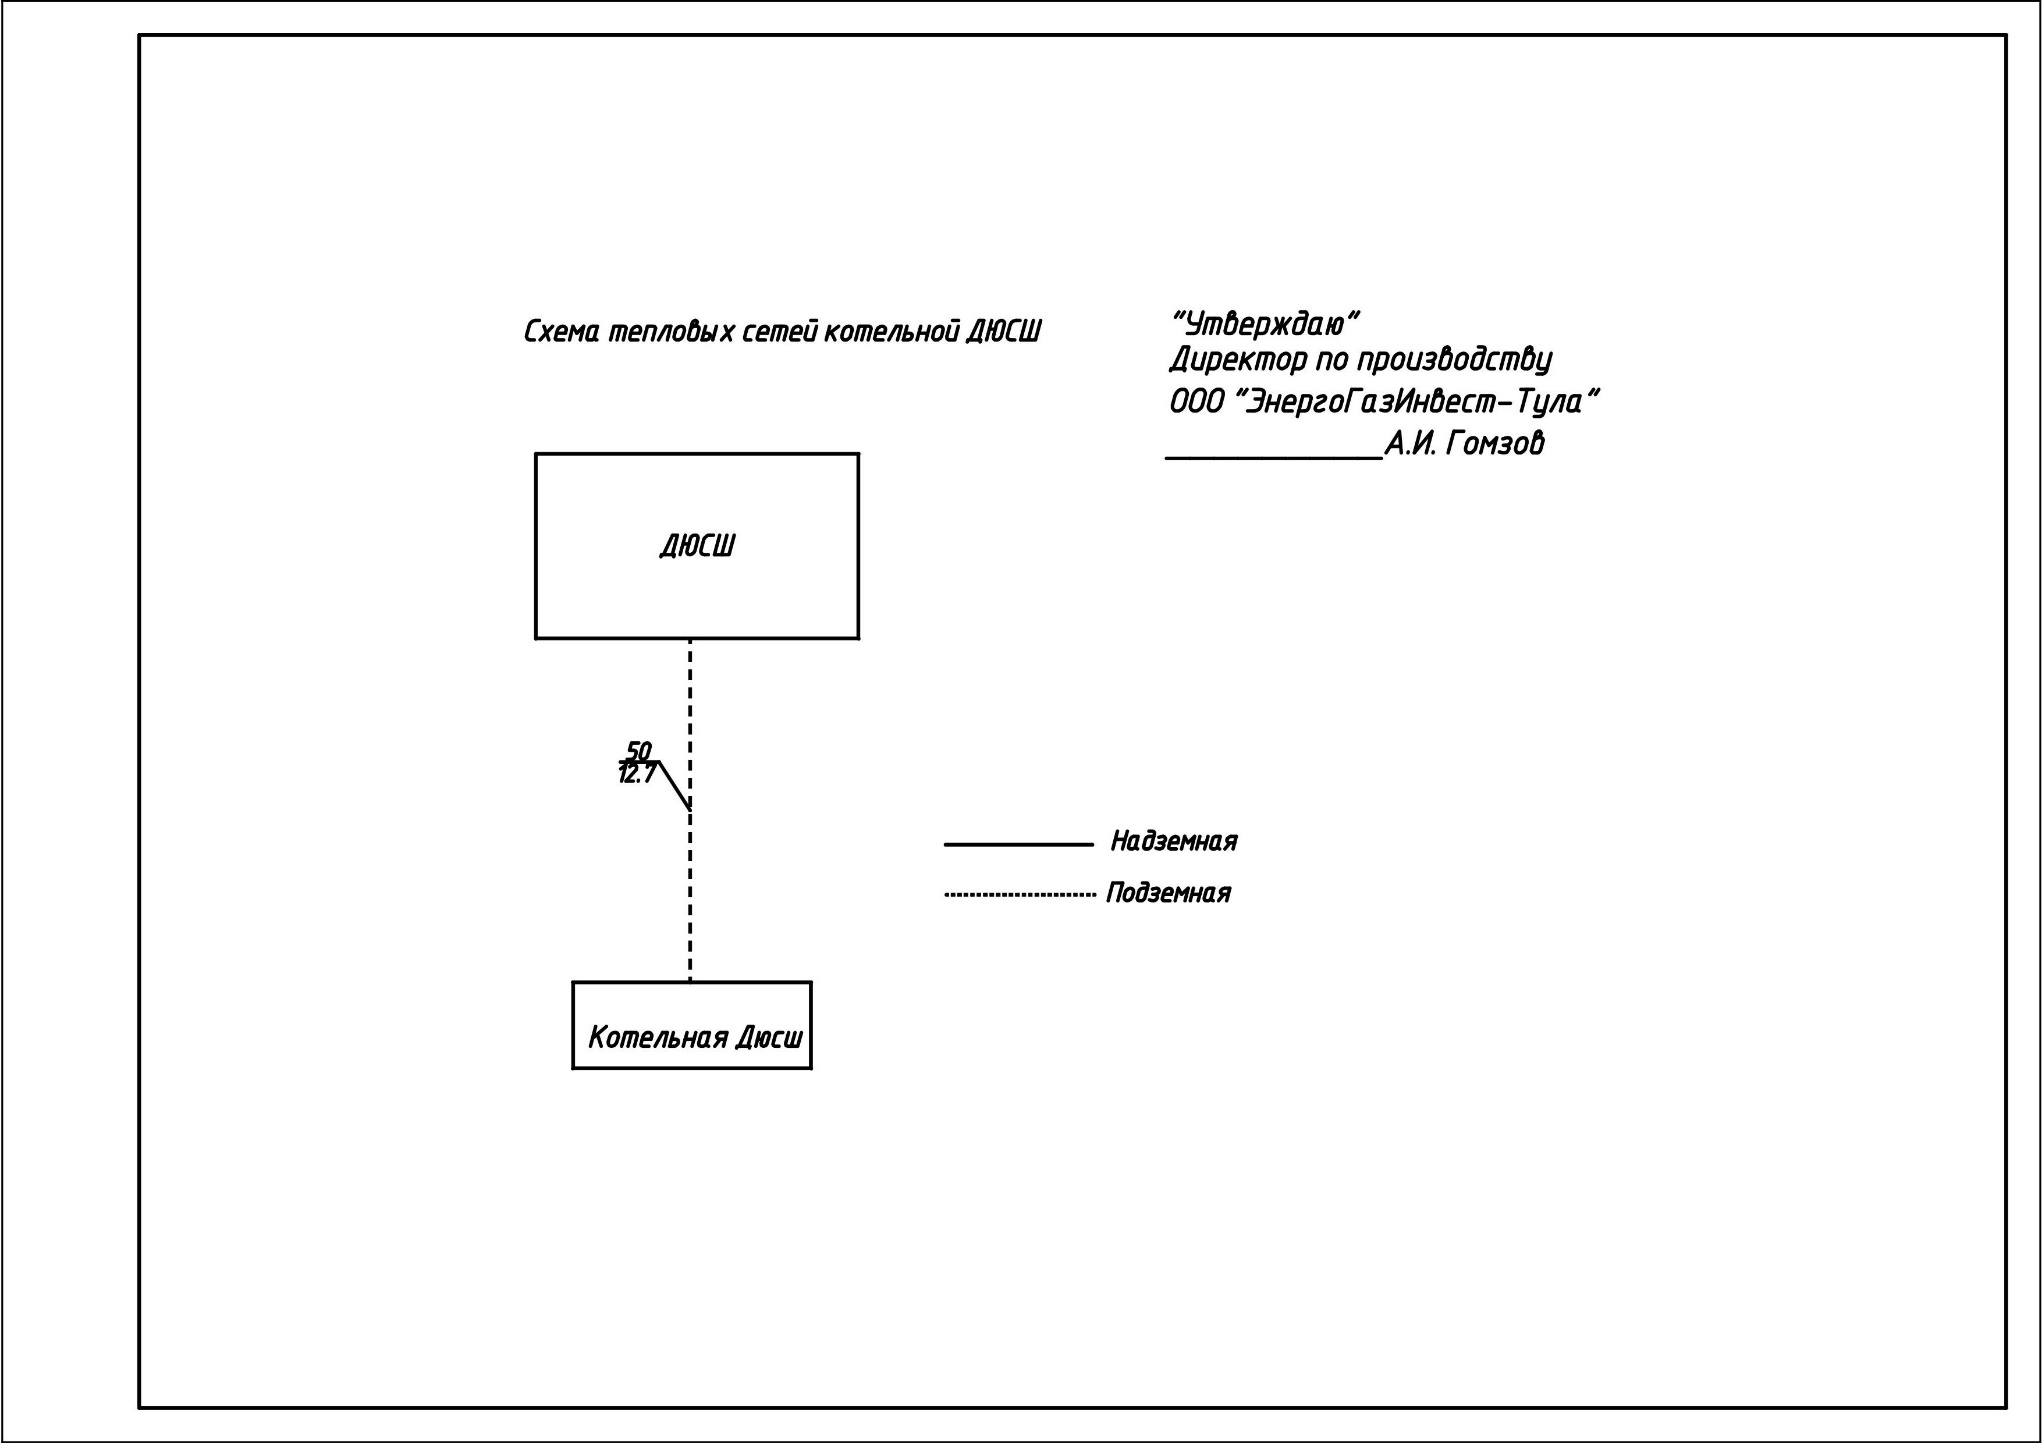 Схема тепловых сетей котельной ДЮСШ
"Утверждаю"
Директор по производству
ООО "ЭнергоГазИнвест-Тула"
А.И. Гомзов
ДЮСШ
50
12.7
Надземная
Подземная
Котельная Дюсш